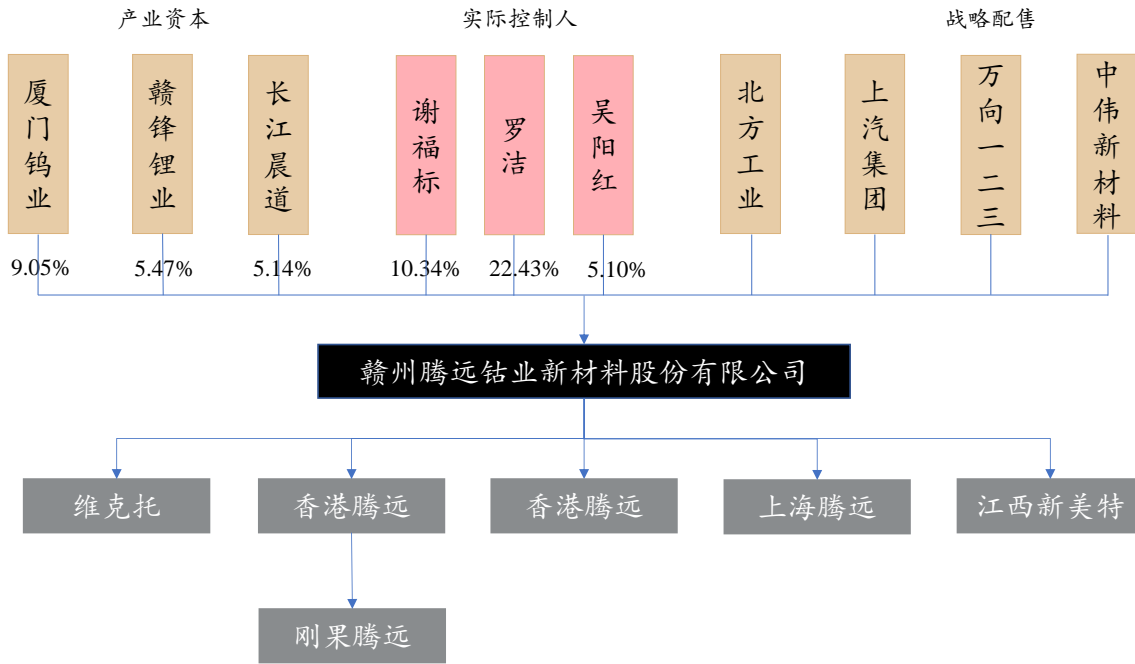 产业资本
实际控制人
战略配售
厦门钨业
赣锋锂业
长江晨道
谢福标
罗洁
吴阳红
北方工业
上汽集团
万向一二三
中伟新材料
9.05%
5.47%
5.14%
10.34%
22.43%
5.10%
赣州腾远钴业新材料股份有限公司
维克托
香港腾远
香港腾远
上海腾远
江西新美特
刚果腾远